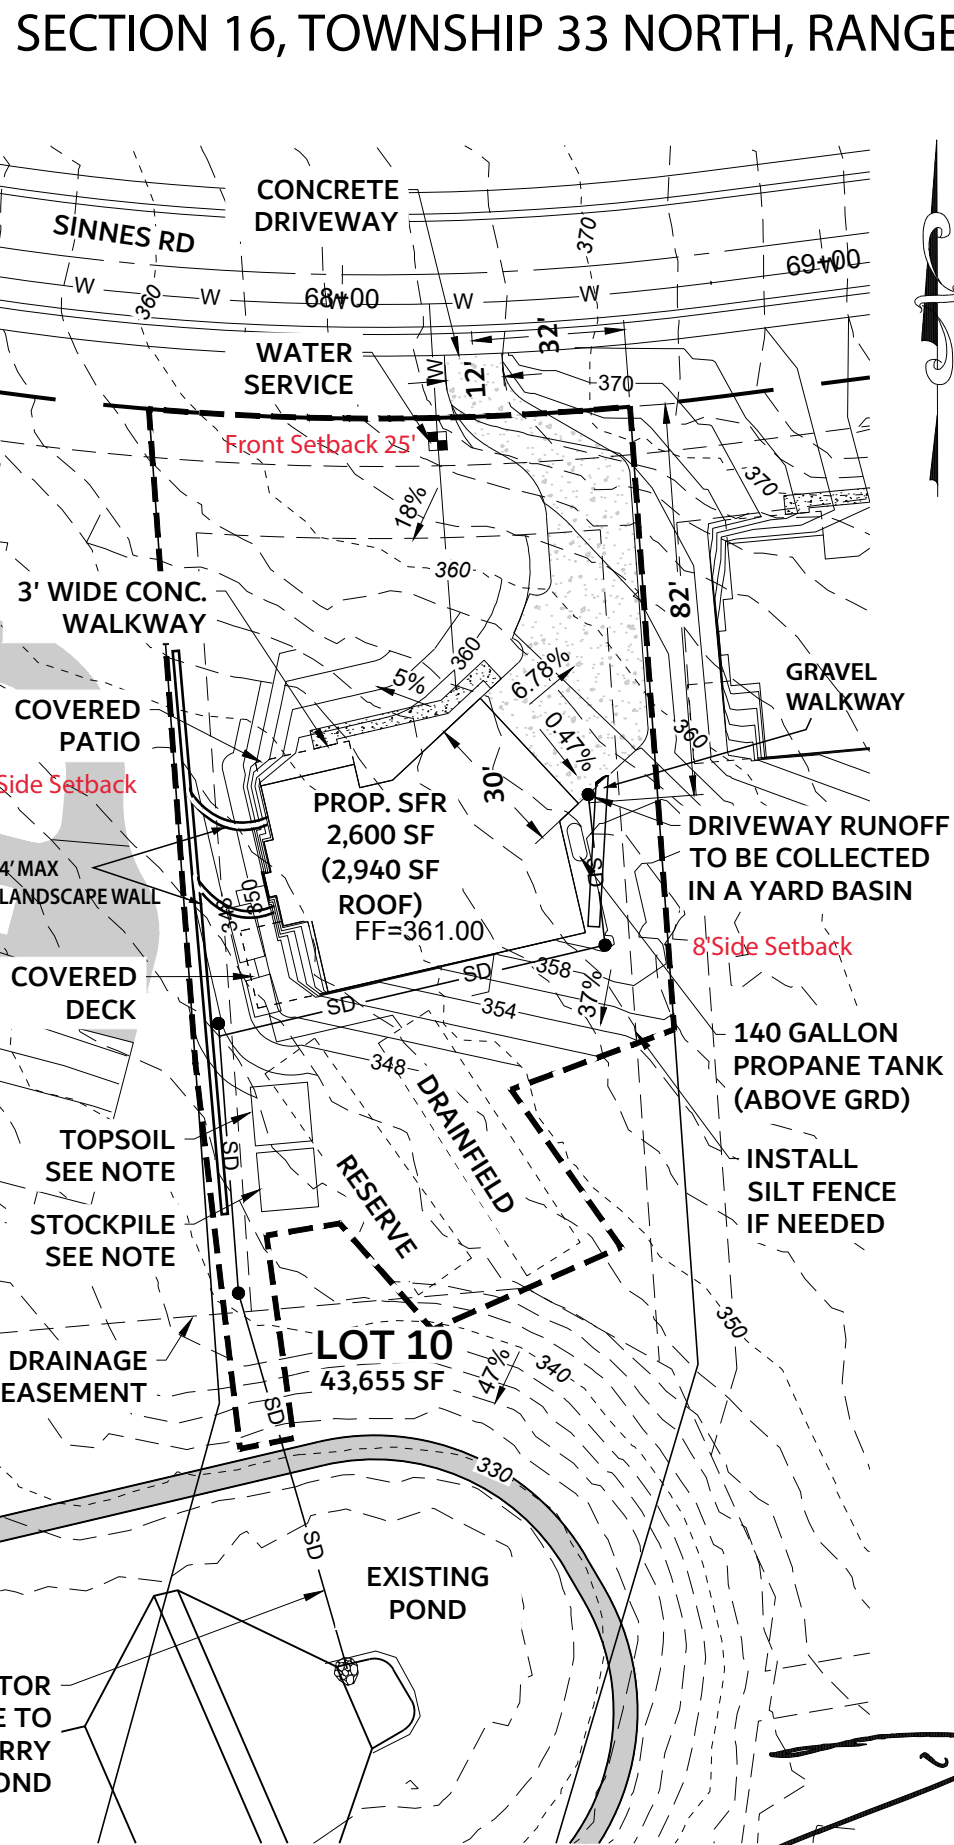 SECTION 16, TOWNSHIP 33 NORTH, RANGE
CONCRETE
DRIVEWAY
SINNES RD
370
69+00
W
W
360
W
68+00
W
W
W
32'
WATER
SERVICE
W
12'
370
Front Setback 25'
370
18%
360
3' WIDE CONC.
WALKWAY
82'
360
5%
6.78%
GRAVEL
WALKWAY
COVERED
PATIO
0.47%
360
Side Setback
30'
PROP. SFR
2,600 SF
(2,940 SF
ROOF)
FF=361.00
DRIVEWAY RUNOFF
TO BE COLLECTED
IN A YARD BASIN
4' MAX
LANDSCAPE WALL
SD
350
348
8'Side Setback
COVERED
DECK
SD
SD
358
37%
354
140 GALLON
PROPANE TANK
(ABOVE GRD)
348
DRAINFIELD
TOPSOIL
SEE NOTE
SD
RESERVE
INSTALL
SILT FENCE
IF NEEDED
STOCKPILE
SEE NOTE
350
LOT 10
43,655 SF
DRAINAGE
EASEMENT
47%
340
SD
330
SD
EXISTING
POND
TOR
E TO
RRY
OND